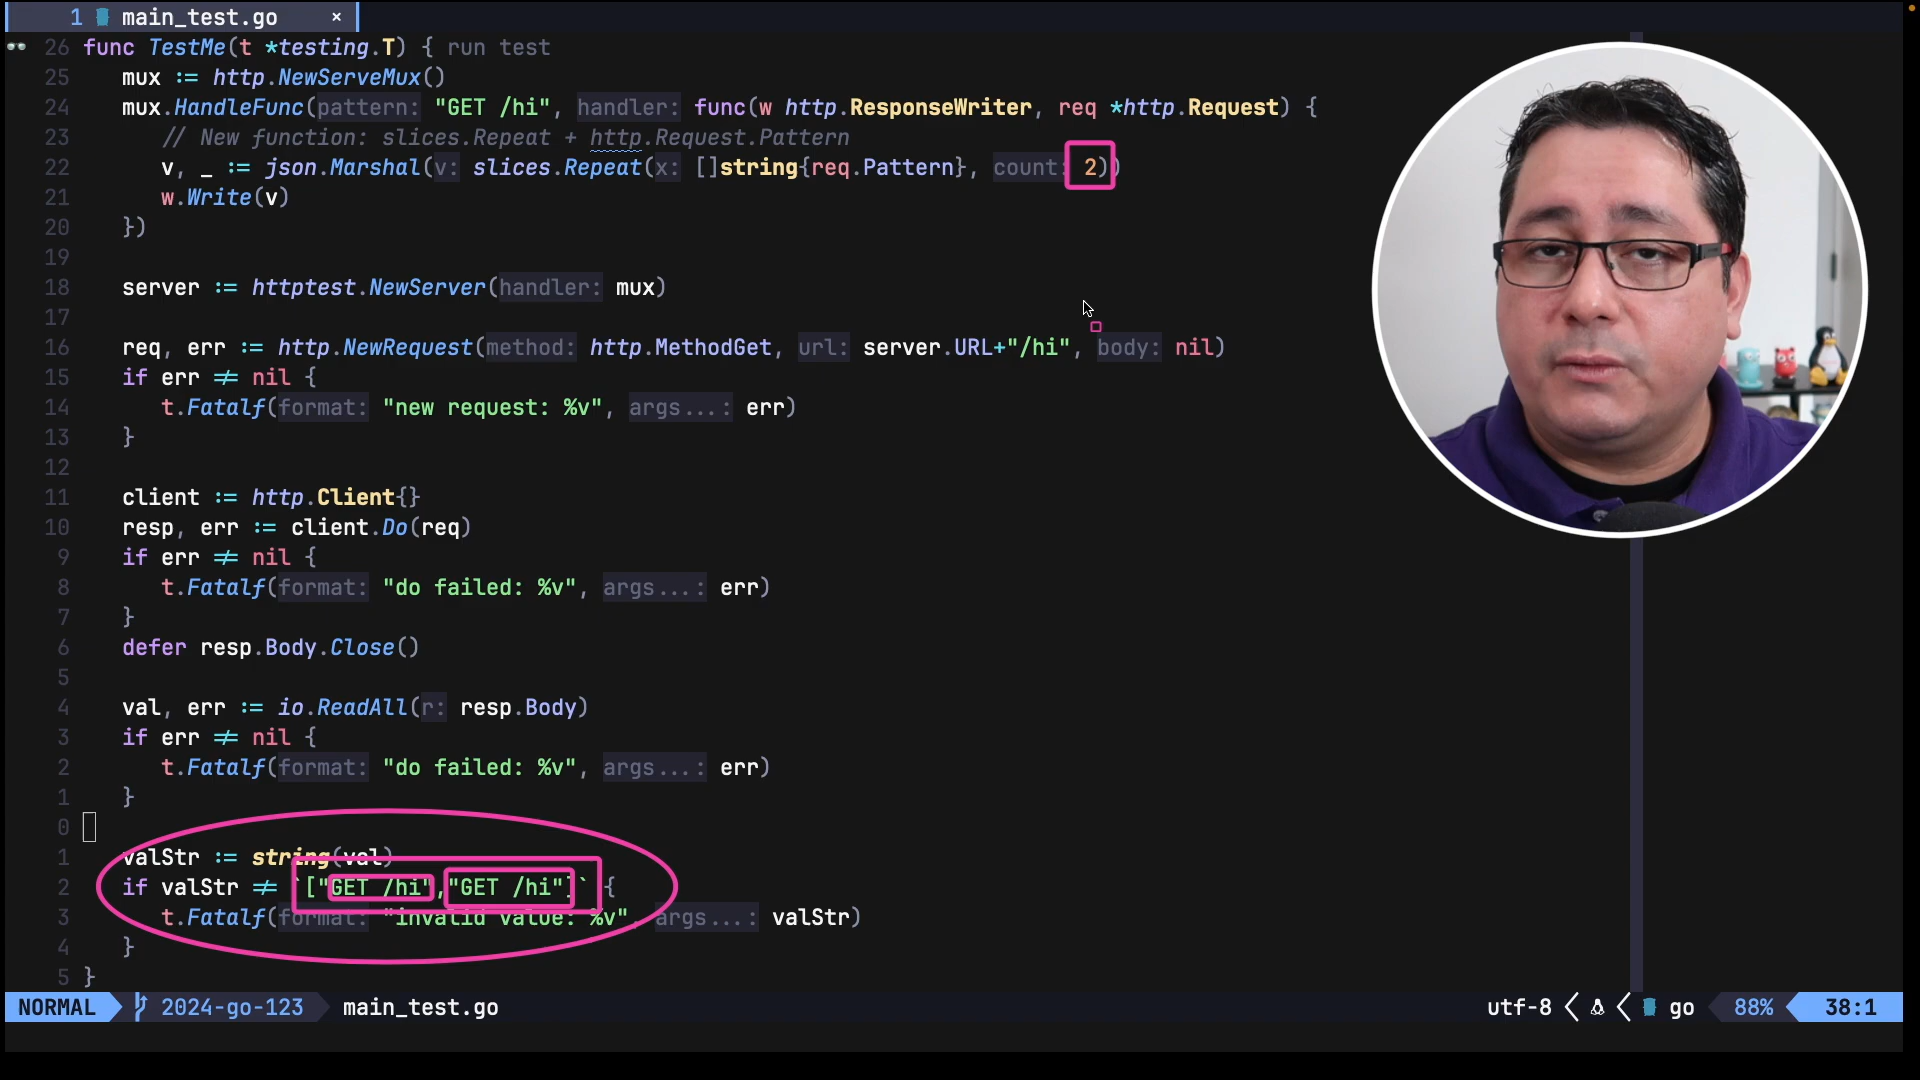 1 main_test.go ×
26 func TestMe(t *testing.T) { run test
25 mux := http.NewServeMux()
24 mux.HandleFunc(pattern: "GET /hi", handler: func(w http.ResponseWriter, req *http.Request) {
23 // New function: slices.Repeat + http.Request.Pattern
22 v, _ := json.Marshal(v: slices.Repeat(x: []string{req.Pattern}, count: 2))
21 w.Write(v)
20 })
19
18 server := httptest.NewServer(handler: mux)
17
16 req, err := http.NewRequest(method: http.MethodGet, url: server.URL+"/hi", body: nil)
15 if err ≠ nil {
14 t.Fatalf(format: "new request: %v", args...: err)
13 }
12
11 client := http.Client{}
10 resp, err := client.Do(req)
9 if err ≠ nil {
8 t.Fatalf(format: "do failed: %v", args...: err)
7 }
6 defer resp.Body.Close()
5
4 val, err := io.ReadAll(r: resp.Body)
3 if err ≠ nil {
2 t.Fatalf(format: "do failed: %v", args...: err)
1 }
0
1 valStr := string(val)
2 if valStr ≠ `["GET /hi","GET /hi"]` {
3 t.Fatalf(format: "invalid value: %v", args...: valStr)
4 }
5 }
NORMAL 2024-go-123 main_test.go utf-8 go 88% 38:1